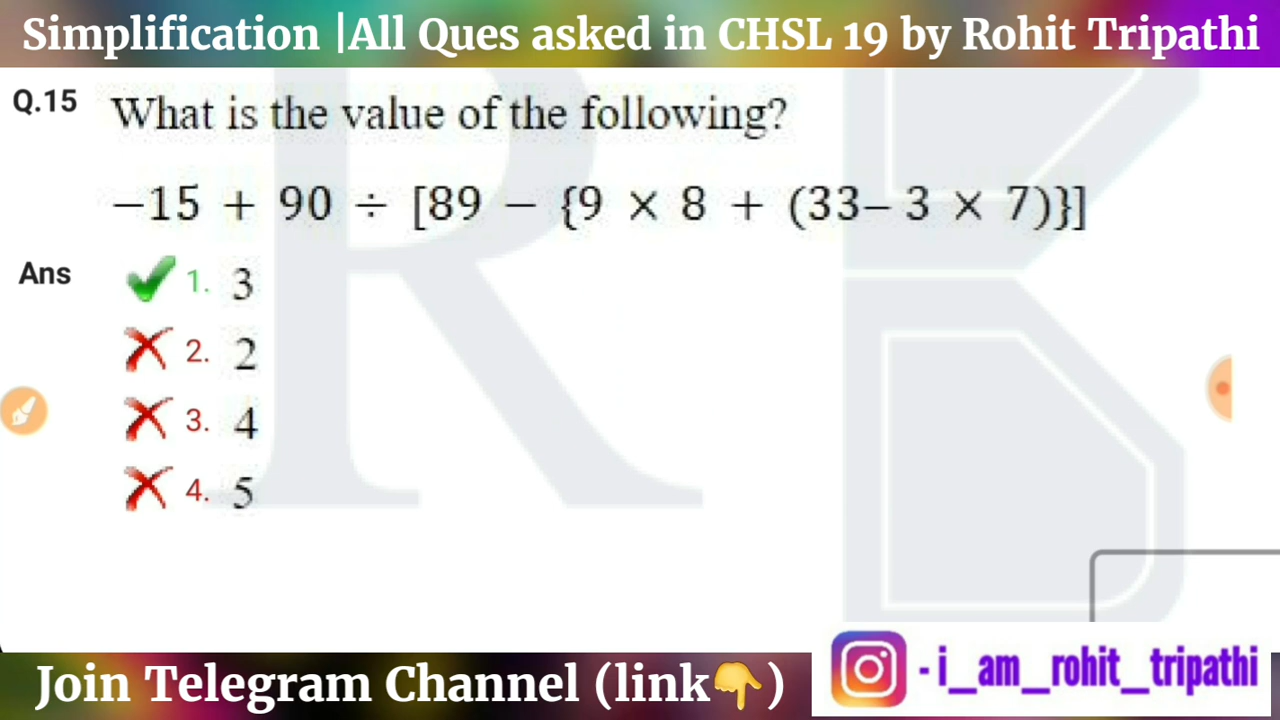 Simplification |All Ques asked in CHSL 19 by Rohit Tripathi
Q.15 What is the value of the following?
−15 + 90 ÷ [89 − {9 × 8 + (33– 3 × 7)}]
Ans
1. 3
2. 2
3. 4
4. 5
Join Telegram Channel (link👇)
-i_am_rohit_tripathi